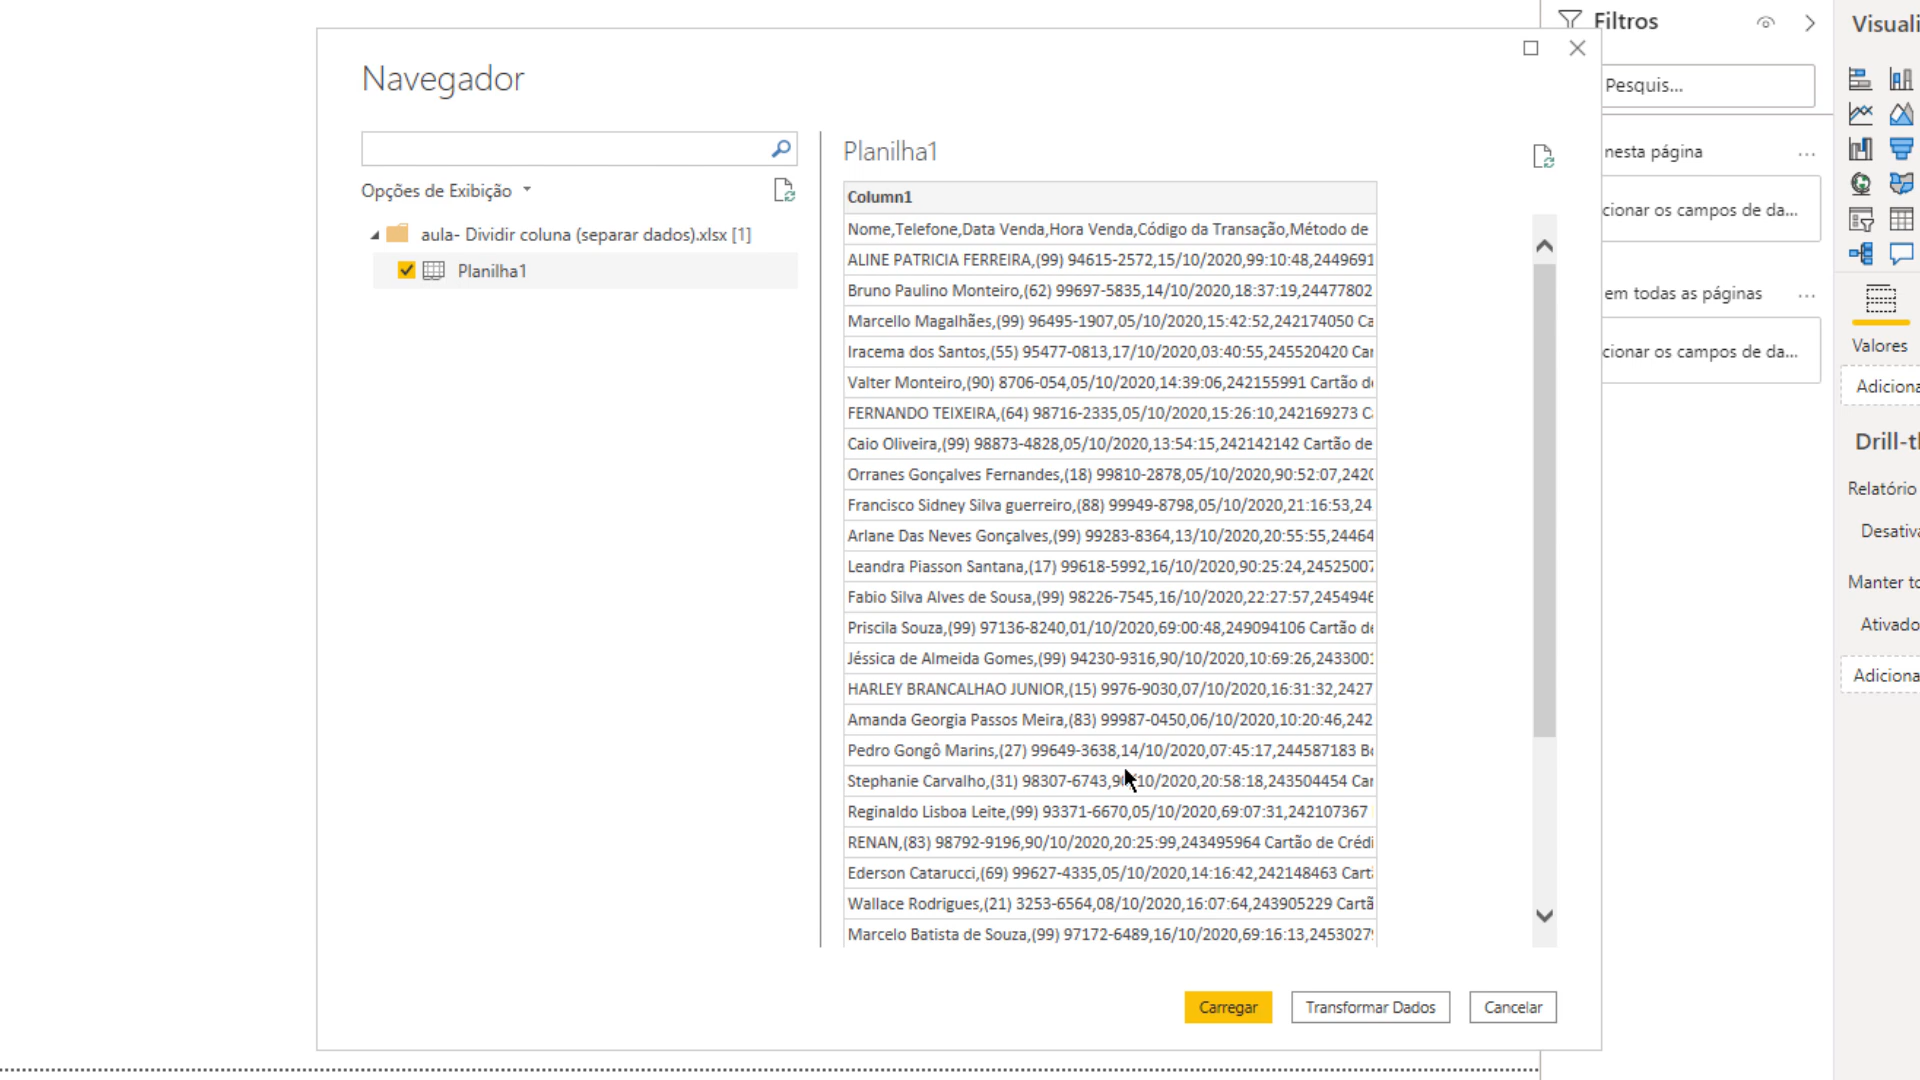 Navegador
Opções de Exibição
aula- Dividir coluna (separar dados).xlsx [1]
Planilha1
Planilha1
Column1
Nome,Telefone,Data Venda,Hora Venda,Código da Transação,Método de
ALINE PATRICIA FERREIRA,(99) 94615-2572,15/10/2020,99:10:48,2449691
Bruno Paulino Monteiro,(62) 99697-5835,14/10/2020,18:37:19,24477802
Marcello Magalhães,(99) 96495-1907,05/10/2020,15:42:52,242174050 Ca
Iracema dos Santos,(55) 95477-0813,17/10/2020,03:40:55,245520420 Car
Valter Monteiro,(90) 8706-054,05/10/2020,14:39:06,242155991 Cartão d
FERNANDO TEIXEIRA,(64) 98716-2335,05/10/2020,15:26:10,242169273 C
Caio Oliveira,(99) 98873-4828,05/10/2020,13:54:15,242142142 Cartão de
Orranes Gonçalves Fernandes,(18) 99810-2878,05/10/2020,90:52:07,2420
Francisco Sidney Silva guerreiro,(88) 99949-8798,05/10/2020,21:16:53,24
Arlane Das Neves Gonçalves,(99) 99283-8364,13/10/2020,20:55:55,24464
Leandra Piasson Santana,(17) 99618-5992,16/10/2020,90:25:24,24525007
Fabio Silva Alves de Sousa,(99) 98226-7545,16/10/2020,22:27:57,2454946
Priscila Souza,(99) 97136-8240,01/10/2020,69:00:48,249094106 Cartão de
Jéssica de Almeida Gomes,(99) 94230-9316,90/10/2020,10:69:26,2433001
HARLEY BRANCALHAO JUNIOR,(15) 9976-9030,07/10/2020,16:31:32,2427
Amanda Georgia Passos Meira,(83) 99987-0450,06/10/2020,10:20:46,242
Pedro Gongô Marins,(27) 99649-3638,14/10/2020,07:45:17,244587183 Bo
Stephanie Carvalho,(31) 98307-6743,90/10/2020,20:58:18,243504454 Car
Reginaldo Lisboa Leite,(99) 93371-6670,05/10/2020,69:07:31,242107367
RENAN,(83) 98792-9196,90/10/2020,20:25:99,243495964 Cartão de Crédi
Ederson Catarucci,(69) 99627-4335,05/10/2020,14:16:42,242148463 Cart
Wallace Rodrigues,(21) 3253-6564,08/10/2020,16:07:64,243905229 Cartã
Marcelo Batista de Souza,(99) 97172-6489,16/10/2020,69:16:13,2453027
Carregar
Transformar Dados
Cancelar
Filtros
Pesquis...
nesta página
...
cionar os campos de da...
em todas as páginas
...
cionar os campos de da...
Visuali
Valores
Adiciona
Drill-t
Relatório
Desativa
Manter to
Ativado
Adiciona